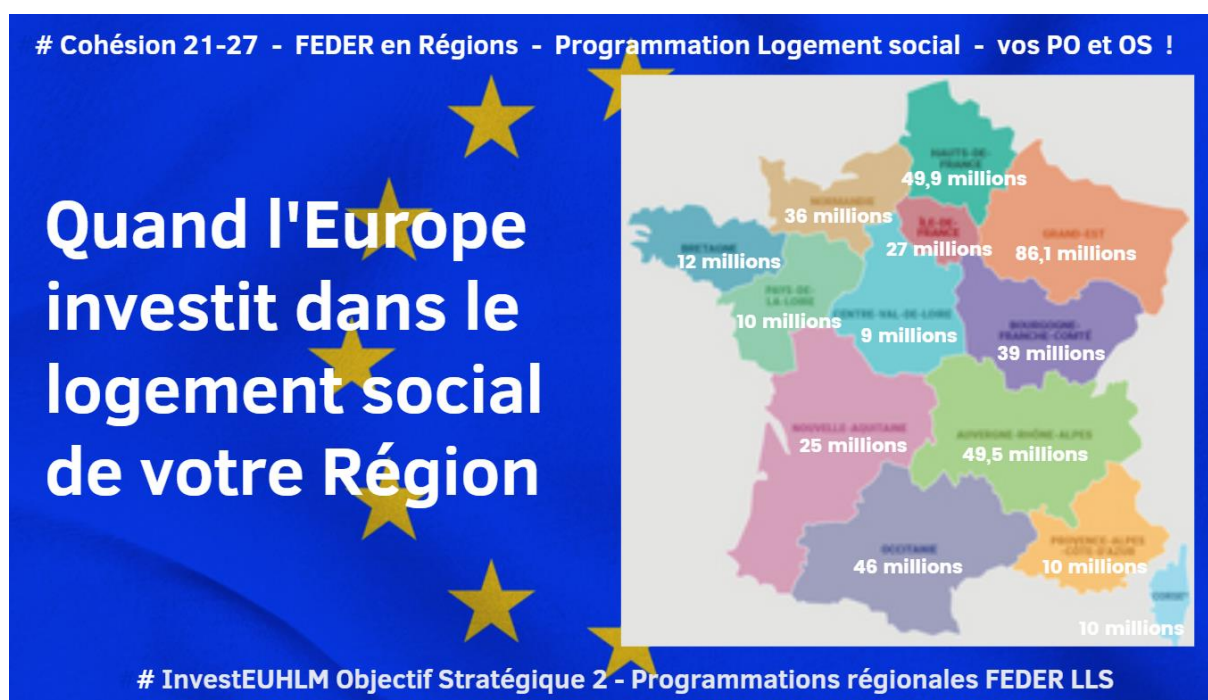 # Cohésion 21-27 - FEDER en Régions - Programmation Logement social - vos PO et OS !
Quand l'Europe
investit dans le
logement social
de votre Région
HAUTS-DE-
FRANCE
49,9 millions
NORMANDIE
36 millions
ÎLE-DE-
FRANCE
27 millions
GRAND-EST
86,1 millions
BRETAGNE
12 millions
PAYS-DE-
LA-LOIRE
10 millions
CENTRE-VAL-DE-LOIRE
9 millions
BOURGOGNE-
FRANCHE-COMTÉ
39 millions
NOUVELLE-AQUITAINE
25 millions
AUVERGNE-RHÔNE-ALPES
49,5 millions
OCCITANIE
46 millions
PROVENCE-ALPES
-CÔTE-D'AZUR
10 millions
CORSE
10 millions
# InvestEUHLM Objectif Stratégique 2 - Programmations régionales FEDER LLS